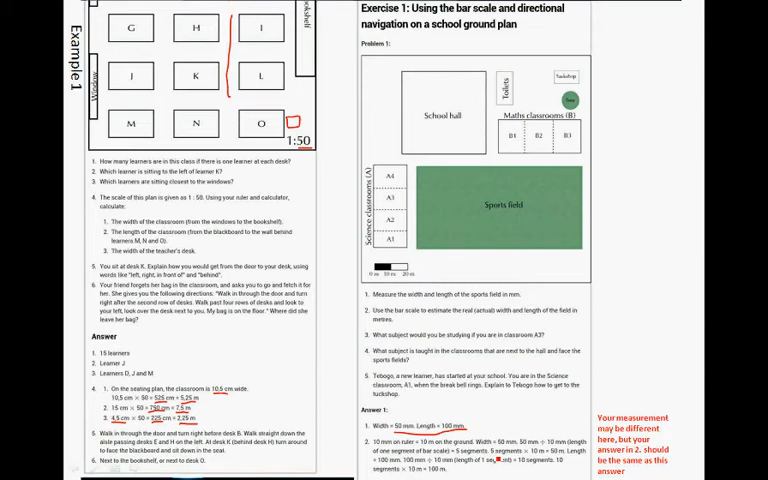 Example 1
ookshelf
G H I
Window
J K L
M N O
1:50
1. How many learners are in this class if there is one learner at each desk?
2. Which learner is sitting to the left of learner K?
3. Which learners are sitting closest to the windows?
4. The scale of this plan is given as 1 : 50. Using your ruler and calculator,
calculate:
1. The width of the classroom (from the windows to the bookshelf).
2. The length of the classroom (from the blackboard to the wall behind
learners M, N and O).
3. The width of the teacher's desk.
5. You sit at desk K. Explain how you would get from the door to your desk, using
words like "left, right, in front of" and "behind".
6. Your friend forgets her bag in the classroom, and asks you to go and fetch it for
her. She gives you the following directions: "Walk in through the door and turn
right after the second row of desks. Walk past four rows of desks and look to
your left, look over the desk next to you. My bag is on the floor." Where did she
leave her bag?
Answer
1. 15 learners
2. Learner J
3. Learners D, J and M
4. 1. On the seating plan, the classroom is 10,5 cm wide.
10,5 cm × 50 = 525 cm = 5,25 m
2. 15 cm × 50 = 750 cm = 7,5 m
3. 4,5 cm × 50 = 225 cm = 2,25 m
5. Walk in through the door and turn right before desk B. Walk straight down the
aisle passing desks E and H on the left. At desk K (behind desk H) turn around
to face the blackboard and sit down in the seat.
6. Next to the bookshelf, or next to desk O.
Exercise 1: Using the bar scale and directional
navigation on a school ground plan
Problem 1:
School hall
Toilets
Tuckshop
Tree
Maths classrooms (B)
B1 B2 B3
Science classrooms (A)
A4
A3
A2
A1
Sports field
0 m 10 m 20 m
1. Measure the width and length of the sports field in mm.
2. Use the bar scale to estimate the real (actual) width and length of the field in
metres.
3. What subject would you be studying if you are in classroom A3?
4. What subject is taught in the classrooms that are next to the hall and face the
sports fields?
5. Tebogo, a new learner, has started at your school. You are in the Science
classroom, A1, when the break bell rings. Explain to Tebogo how to get to the
tuckshop.
Answer 1:
1. Width = 50 mm. Length = 100 mm.
2. 10 mm on ruler = 10 m on the ground. Width = 50 mm. 50 mm ÷ 10 mm (length
of one segment of bar scale) = 5 segments. 5 segments × 10 m = 50 m. Length
= 100 mm. 100 mm ÷ 10 mm (length of 1 segment) = 10 segments. 10
segments × 10 m = 100 m.
Your measurement
may be different
here, but your
answer in 2. should
be the same as this
answer